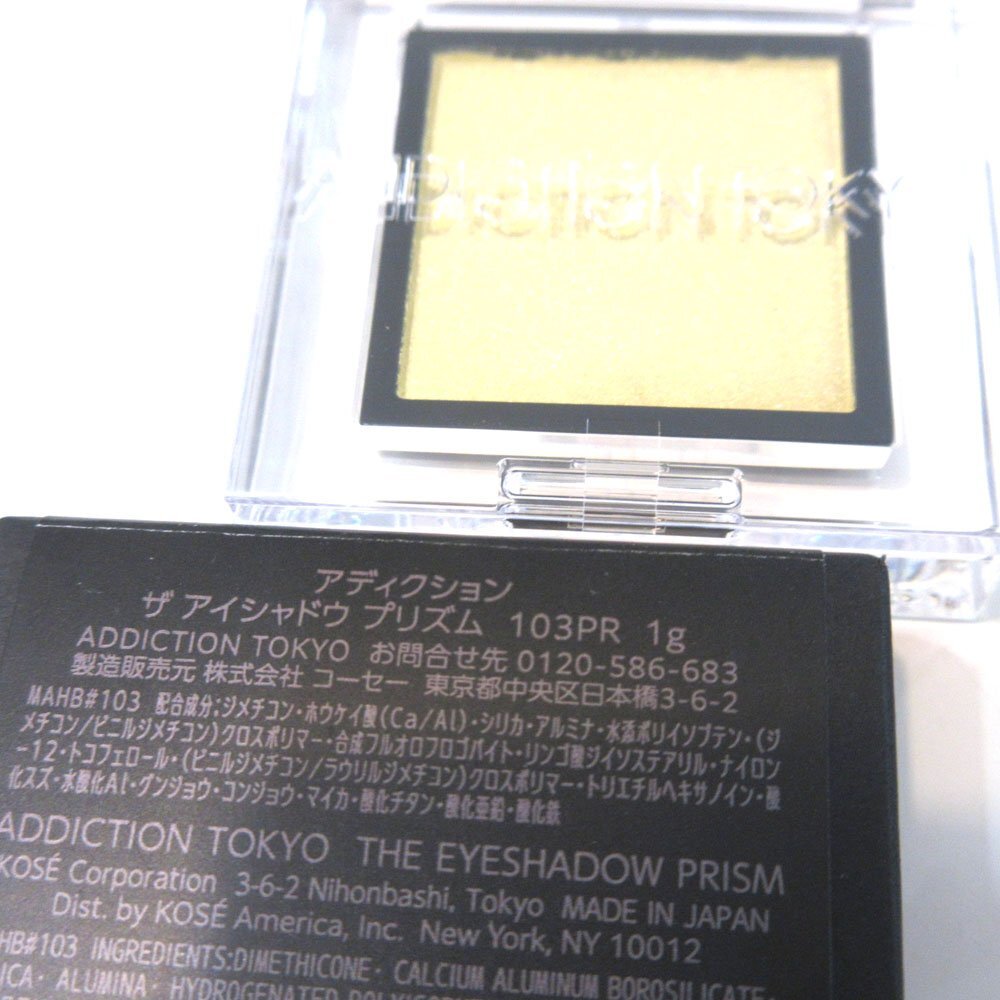 ADDICTION TOKY
アディクション
ザ アイシャドウ プリズム 103PR 1g
ADDICTION TOKYO お問合せ先 0120-586-683
製造販売元 株式会社 コーセー 東京都中央区日本橋3-6-2
MAHB#103 配合成分:ジメチコン・ホウケイ酸(Ca/Al)・シリカ・アルミナ・水添ポリイソブテン・(ジ
メチコン/ビニルジメチコン)クロスポリマー・合成フルオロフロゴパイト・リンゴ酸ジイソステアリル・ナイロン
-12・トコフェロール・(ビニルジメチコン/ラウリルジメチコン)クロスポリマー・トリエチルヘキサノイン・酸
化スズ・水酸化Al・グンジョウ・コンジョウ・マイカ・酸化チタン・酸化亜鉛・酸化鉄
ADDICTION TOKYO THE EYESHADOW PRISM
KOSÉ Corporation 3-6-2 Nihonbashi, Tokyo MADE IN JAPAN
Dist. by KOSÉ America, Inc. New York, NY 10012
HB#103 INGREDIENTS:DIMETHICONE・CALCIUM ALUMINUM BOROSILICATE・
ICA・ALUMINA・HYDROGENATED